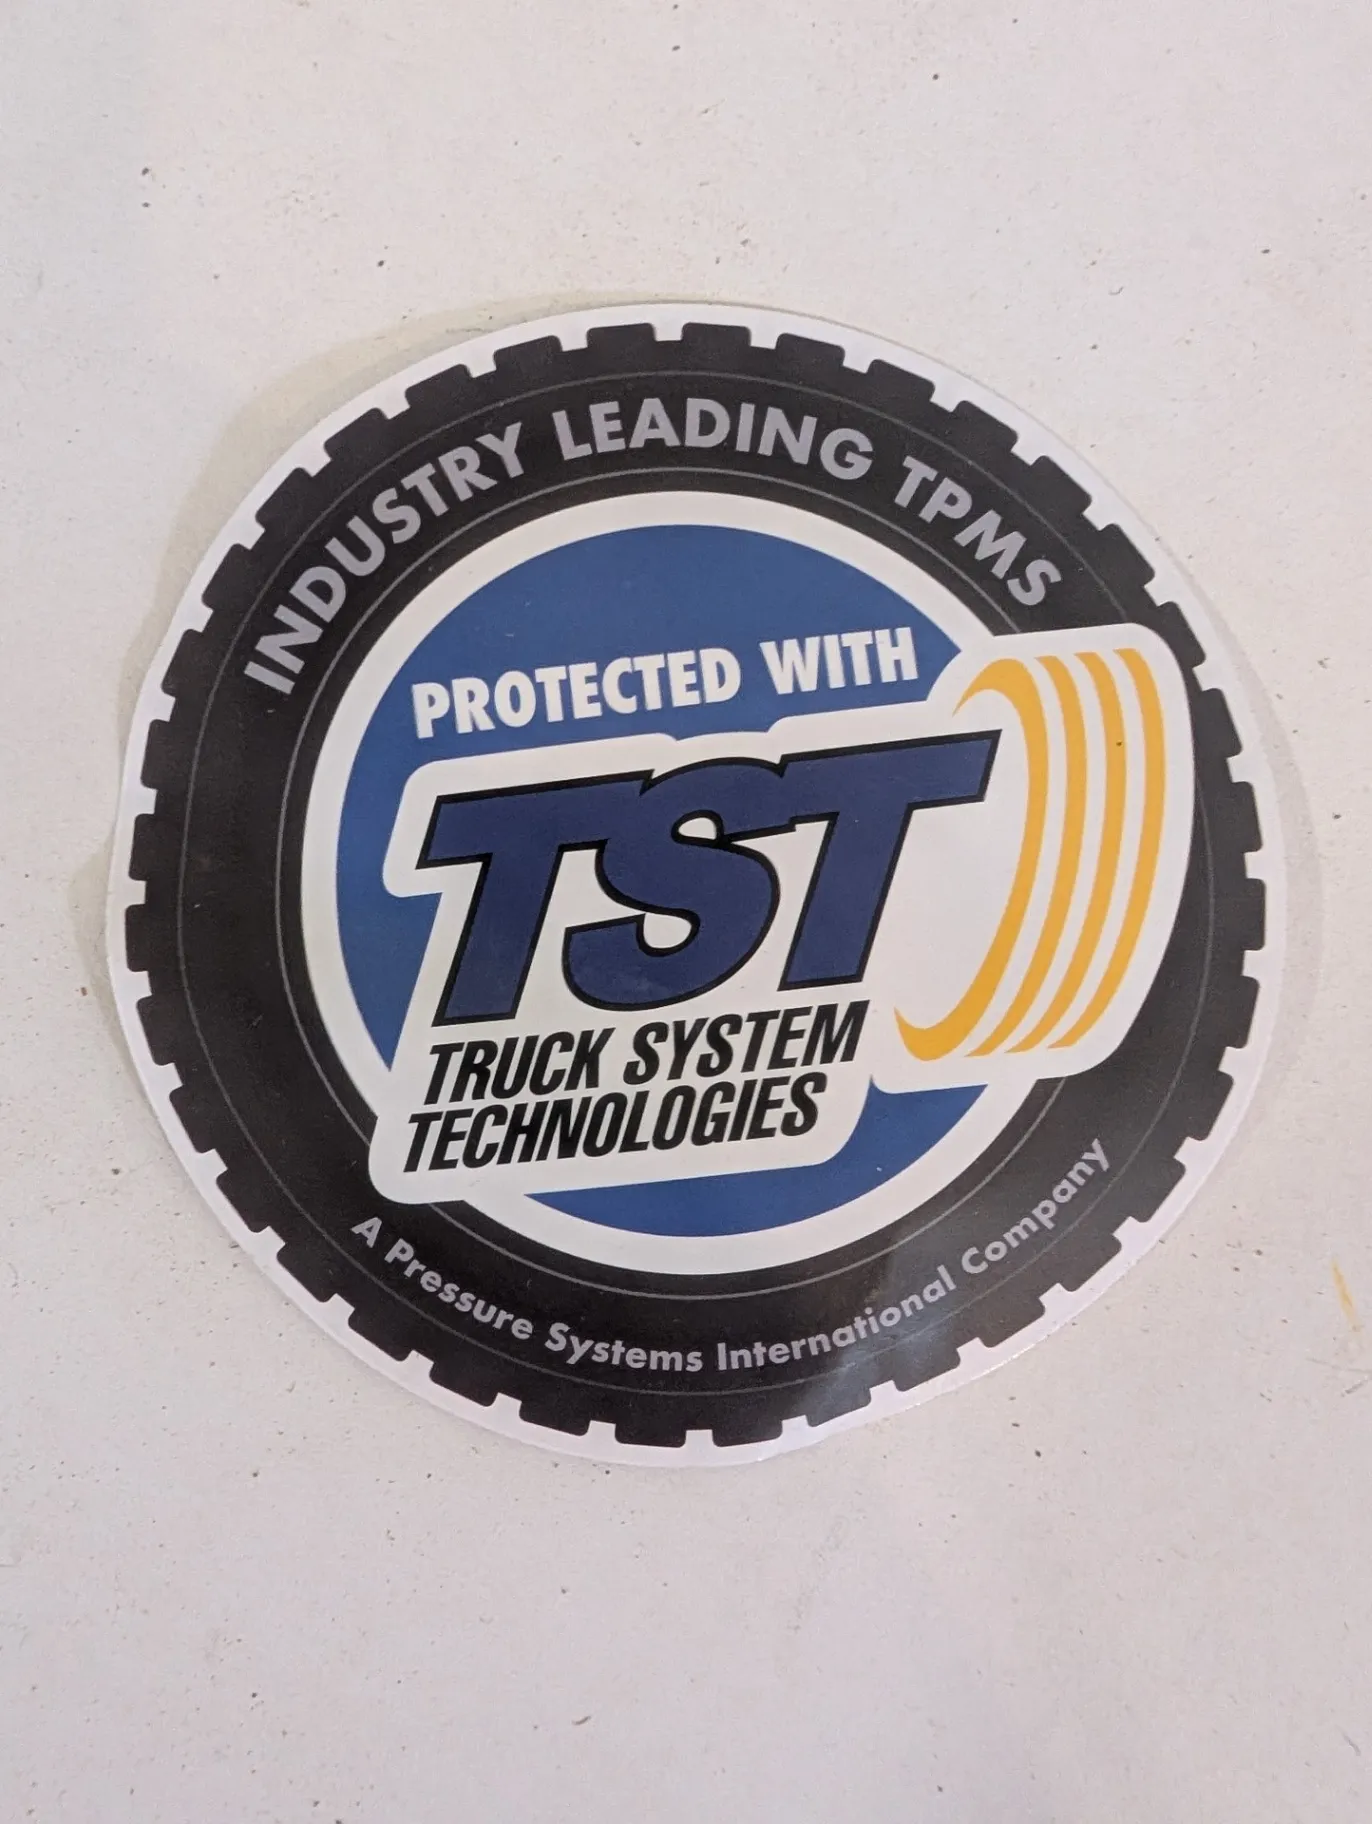 INDUSTRY LEADING TPMS
PROTECTED WITH
TST
TRUCK SYSTEM
TECHNOLOGIES
A Pressure Systems International Company